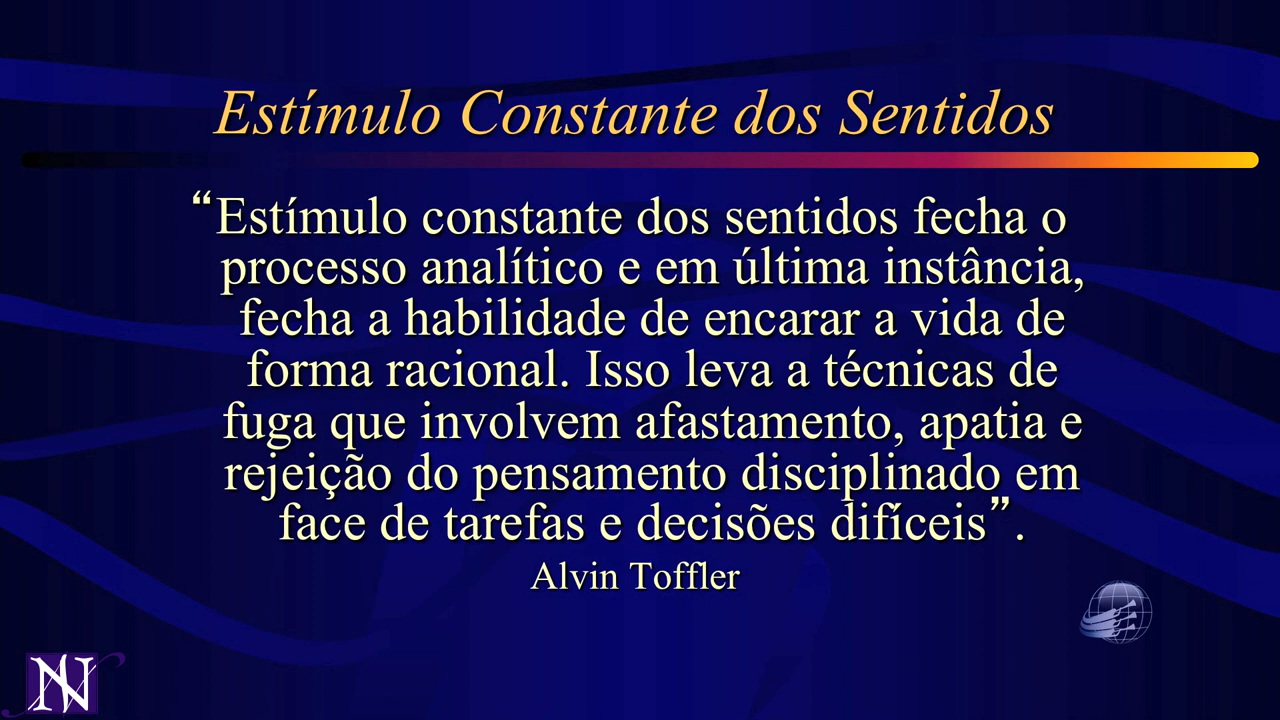 Estímulo Constante dos Sentidos
“Estímulo constante dos sentidos fecha o
processo analítico e em última instância,
fecha a habilidade de encarar a vida de
forma racional. Isso leva a técnicas de
fuga que involvem afastamento, apatia e
rejeição do pensamento disciplinado em
face de tarefas e decisões difíceis”.
Alvin Toffler
N